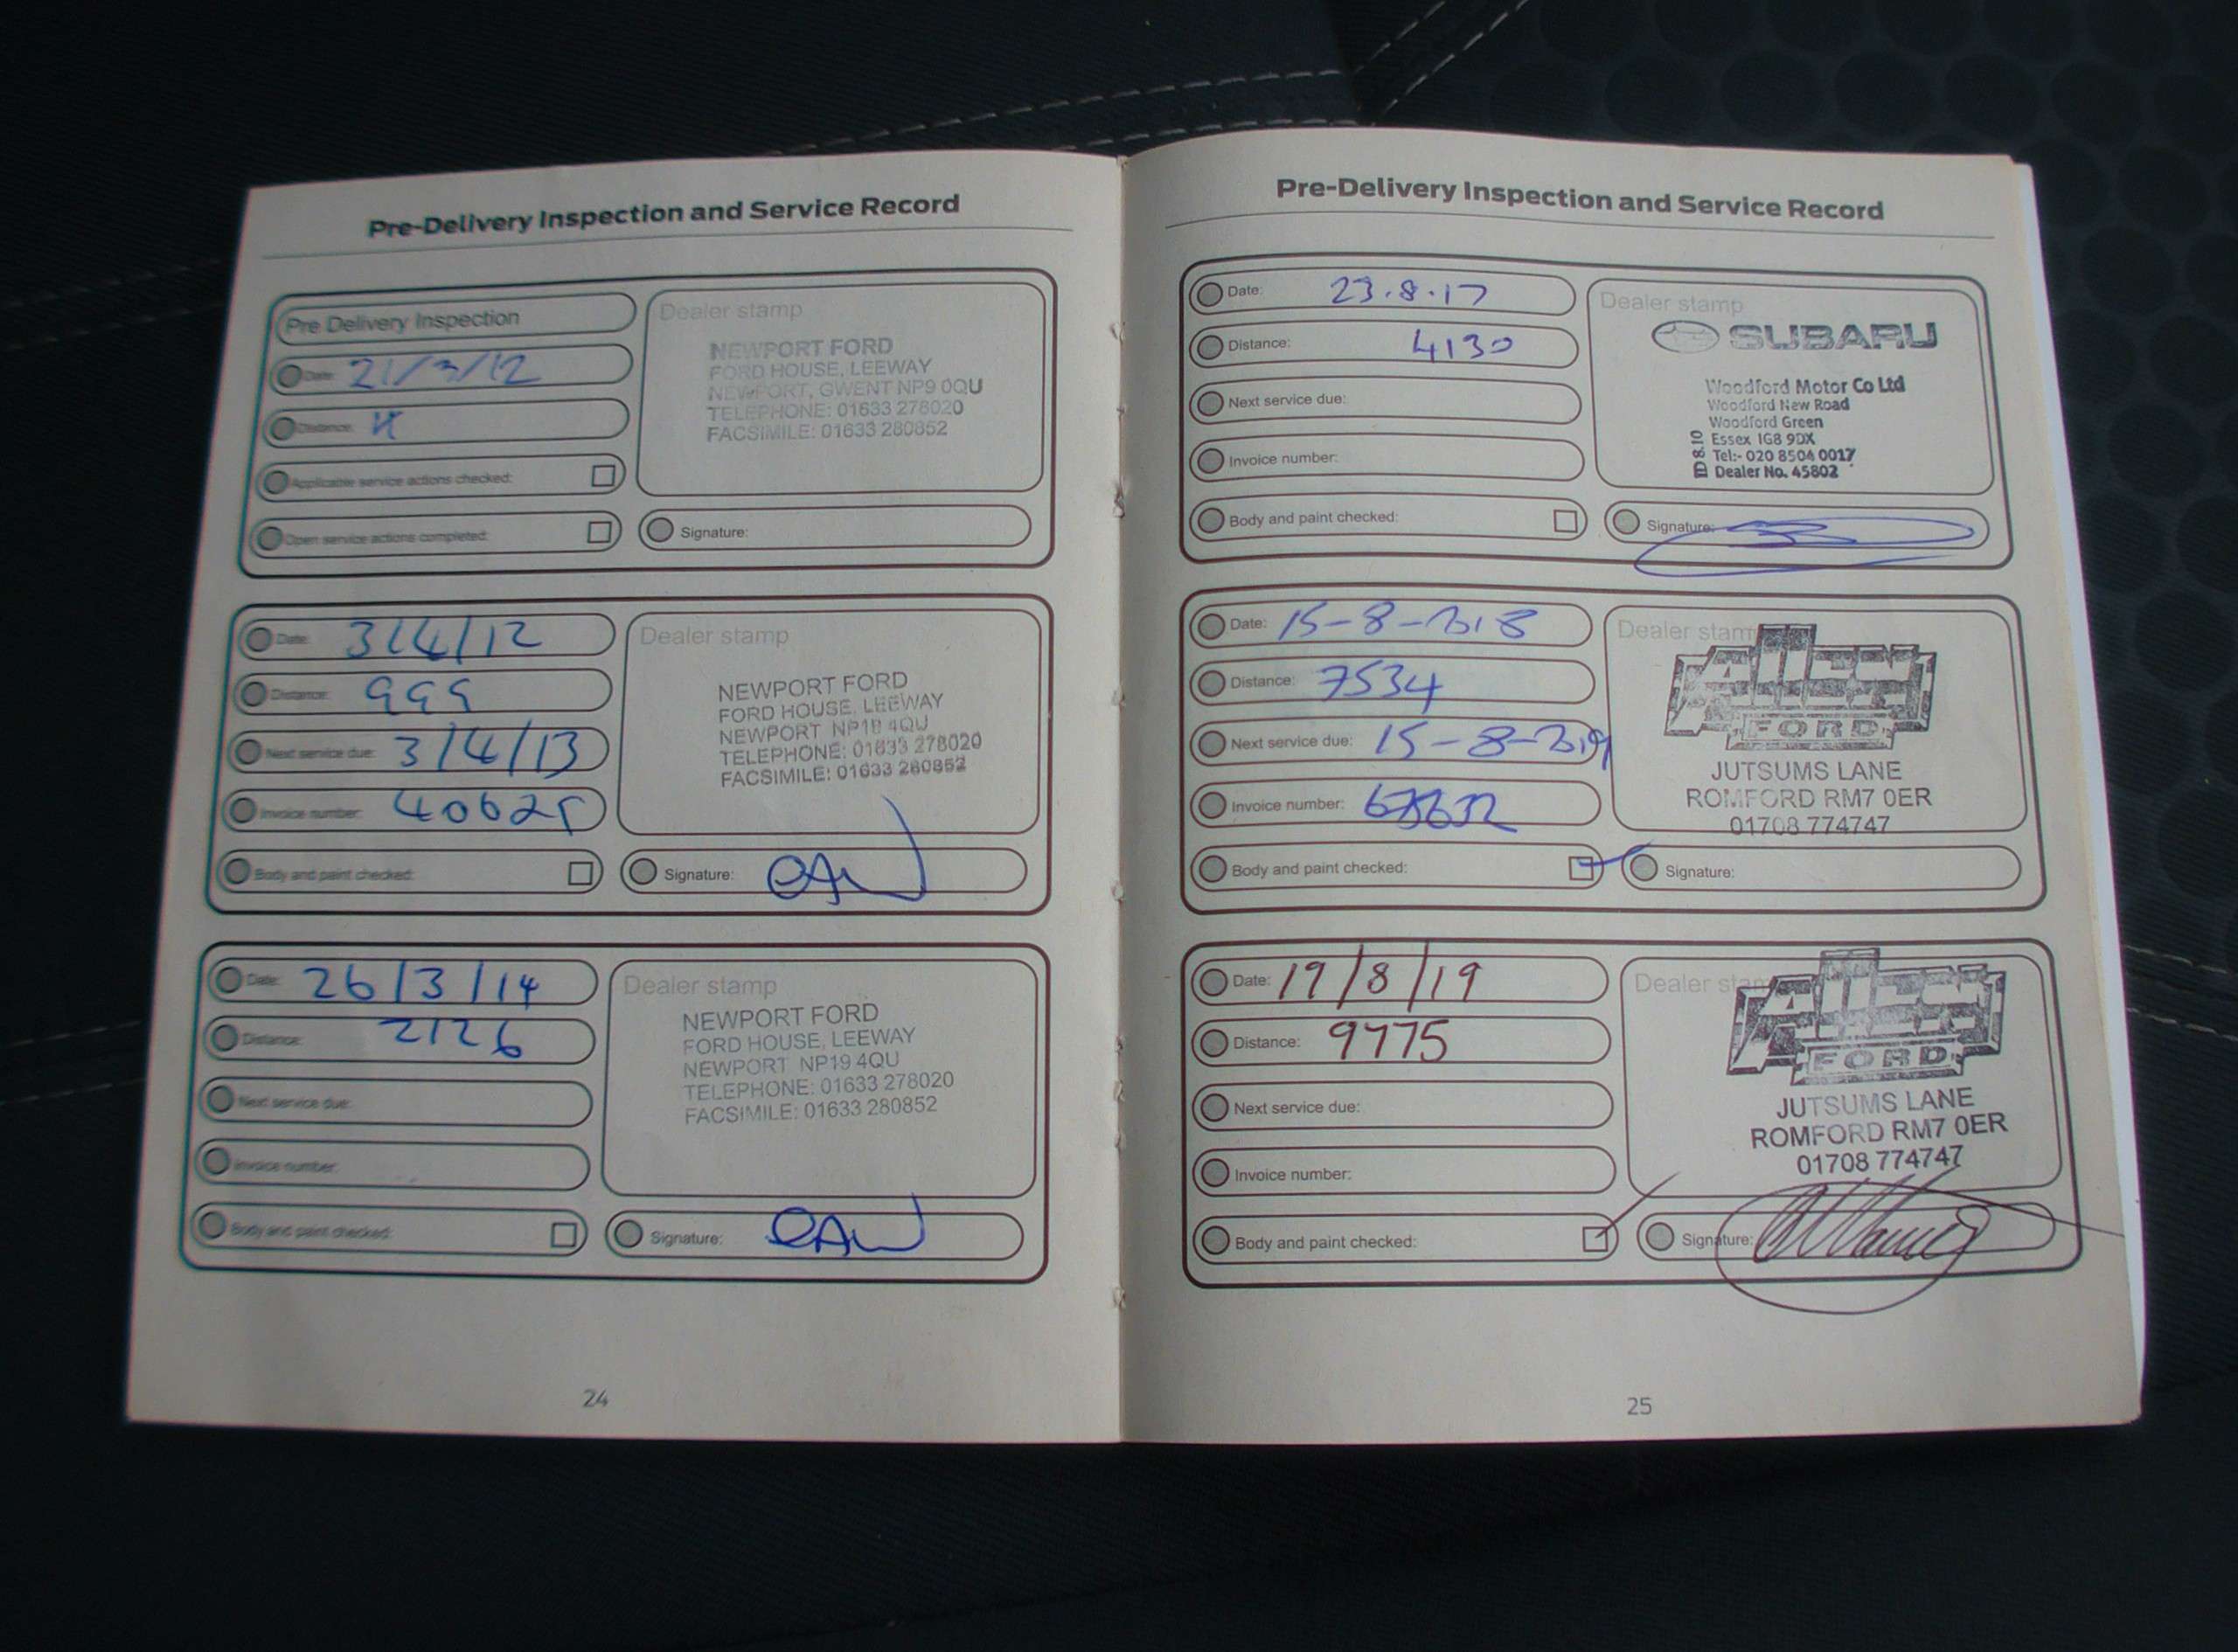 Pre-Delivery Inspection and Service Record
Pre Delivery Inspection
Date: 21/3/12
Distance:
Applicable service actions checked:
Open service actions completed:
Dealer stamp
NEWPORT FORD
FORD HOUSE, LEEWAY
NEWPORT, GWENT NP9 0QU
TELEPHONE: 01633 278020
FACSIMILE: 01633 280852
Signature:
Date: 3/4/12
Distance: 999
Next service due: 3/4/13
Invoice number: 40625
Body and paint checked:
Dealer stamp
NEWPORT FORD
FORD HOUSE, LEEWAY
NEWPORT NP19 4QU
TELEPHONE: 01633 278020
FACSIMILE: 01633 280852
Signature:
Date: 26/3/14
Distance: 2126
Next service due:
Invoice number:
Body and paint checked:
Dealer stamp
NEWPORT FORD
FORD HOUSE, LEEWAY
NEWPORT NP19 4QU
TELEPHONE: 01633 278020
FACSIMILE: 01633 280852
Signature:
24
Pre-Delivery Inspection and Service Record
Date: 23.8.17
Distance: 4130
Next service due:
Invoice number:
Body and paint checked:
Dealer stamp
SUBARU
Woodford Motor Co Ltd
Woodford New Road
Woodford Green
Essex IG8 9DX
Tel:- 020 8504 0017
Dealer No. 45802
Signature:
Date: 15-8-2018
Distance: 7534
Next service due: 15-8-2019
Invoice number:
Body and paint checked:
Dealer stamp
Allen
FORD
JUTSUMS LANE
ROMFORD RM7 0ER
01708 774747
Signature:
Date: 19/8/19
Distance: 9775
Next service due:
Invoice number:
Body and paint checked:
Dealer stamp
Allen
FORD
JUTSUMS LANE
ROMFORD RM7 0ER
01708 774747
Signature:
25